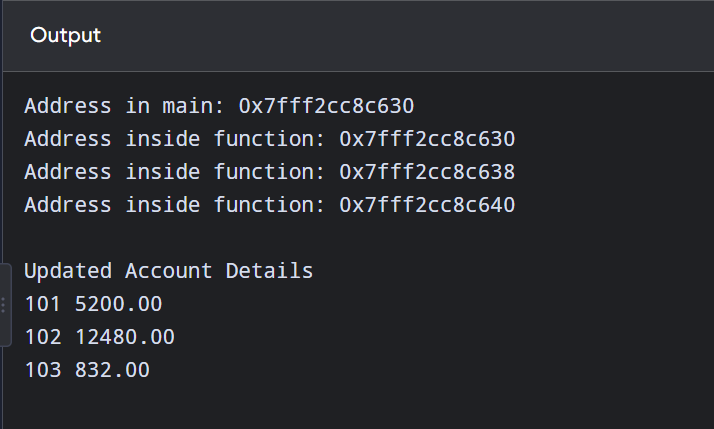 Output
Address in main: 0x7fff2cc8c630
Address inside function: 0x7fff2cc8c630
Address inside function: 0x7fff2cc8c638
Address inside function: 0x7fff2cc8c640
Updated Account Details
101 5200.00
102 12480.00
103 832.00